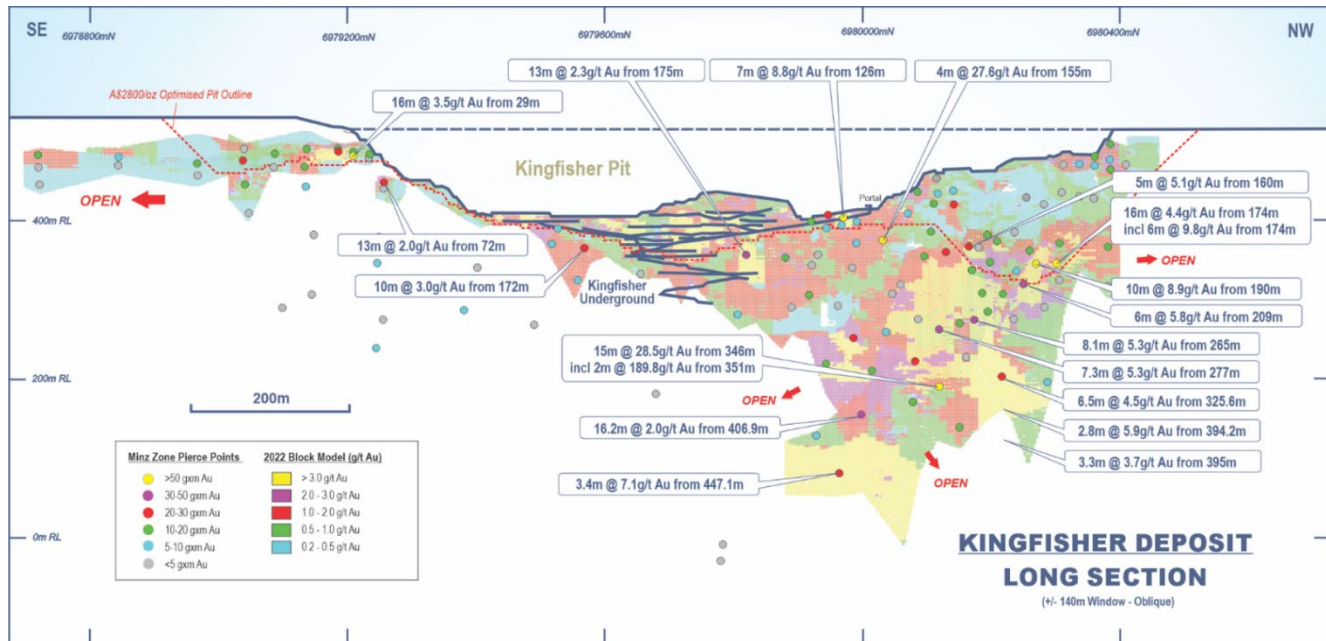 SE
6978800mN
6979200mN
6979600mN
6980000mN
6980400mN
NW
13m @ 2.3g/t Au from 175m
7m @ 8.8g/t Au from 126m
4m @ 27.6g/t Au from 155m
A$2800/oz Optimised Pit Outline
16m @ 3.5g/t Au from 29m
Kingfisher Pit
Portal
5m @ 5.1g/t Au from 160m
OPEN
400m RL
16m @ 4.4g/t Au from 174m
incl 6m @ 9.8g/t Au from 174m
13m @ 2.0g/t Au from 72m
OPEN
10m @ 3.0g/t Au from 172m
Kingfisher
Underground
10m @ 8.9g/t Au from 190m
6m @ 5.8g/t Au from 209m
8.1m @ 5.3g/t Au from 265m
15m @ 28.5g/t Au from 346m
incl 2m @ 189.8g/t Au from 351m
7.3m @ 5.3g/t Au from 277m
200m RL
200m
OPEN
6.5m @ 4.5g/t Au from 325.6m
16.2m @ 2.0g/t Au from 406.9m
2.8m @ 5.9g/t Au from 394.2m
3.3m @ 3.7g/t Au from 395m
3.4m @ 7.1g/t Au from 447.1m
OPEN
0m RL
Minz Zone Pierce Points
>50 gxm Au
30-50 gxm Au
20-30 gxm Au
10-20 gxm Au
5-10 gxm Au
<5 gxm Au
2022 Block Model (g/t Au)
> 3.0 g/t Au
2.0 - 3.0 g/t Au
1.0 - 2.0 g/t Au
0.5 - 1.0 g/t Au
0.2 - 0.5 g/t Au
KINGFISHER DEPOSIT
LONG SECTION
(+/- 140m Window - Oblique)